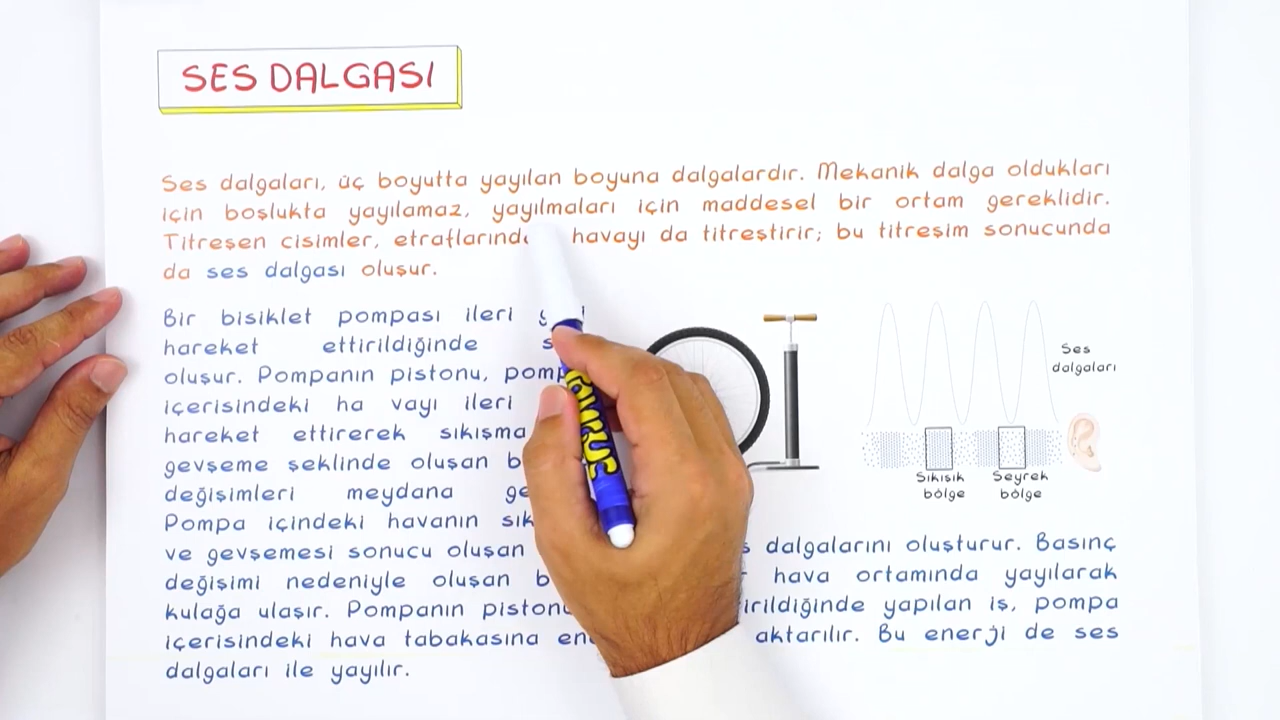 SES DALGASI
Ses dalgaları, üç boyutta yayılan boyuna dalgalardır. Mekanik dalga oldukları
için boşlukta yayılamaz, yayılmaları için maddesel bir ortam gereklidir.
Titreşen cisimler, havayı da titreştirir; bu titreşim sonucunda
da ses dalgası oluşur.
Bir bisiklet pompası ileri
hareket ettirildiğinde
oluşur. Pompanın pistonu,
içerisindeki ha vayı ileri
hareket ettirerek sıkışma
gevşeme şeklinde oluşan
değişimleri meydana
Pompa içindeki havanın
ve gevşemesi sonucu oluşan dalgalarını oluşturur. Basınç
değişimi nedeniyle oluşan hava ortamında yayılarak
kulağa ulaşır. Pompanın yapılan iş, pompa
içerisindeki hava tabakasına aktarılır. Bu enerji de ses
dalgaları ile yayılır.
Ses
dalgaları
Sıkışık
bölge
Seyrek
bölge